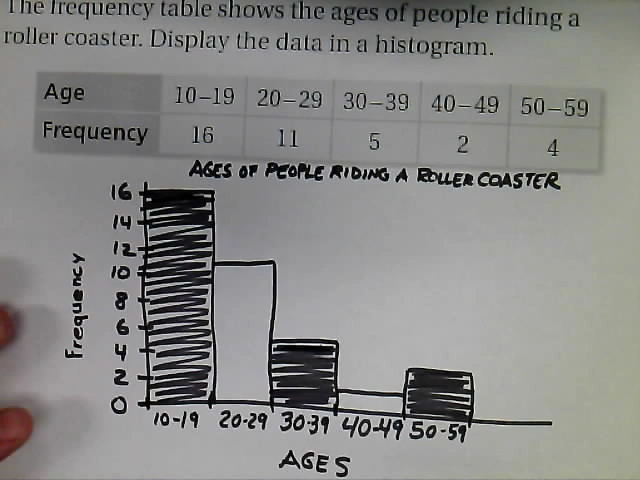 The frequency table shows the ages of people riding a
roller coaster. Display the data in a histogram.
Age 10–19 20–29 30–39 40–49 50–59
Frequency 16 11 5 2 4
AGES OF PEOPLE RIDING A ROLLER COASTER
Frequency
16
14
12
10
8
6
4
2
0
10-19 20-29 30-39 40-49 50-59
AGES